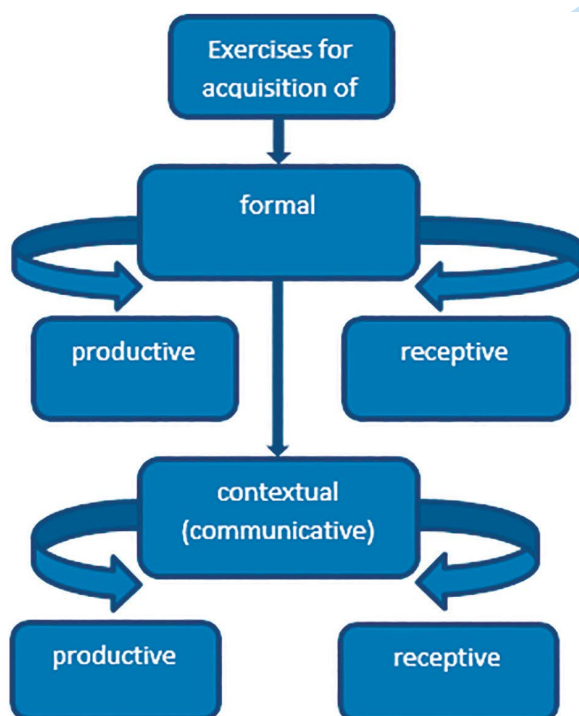 Exercises for
acquisition of
formal
productive
receptive
contextual
(communicative)
productive
receptive